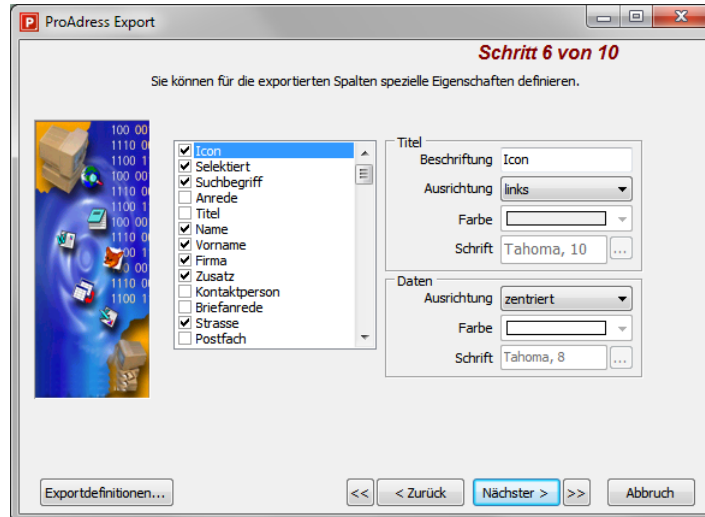 ProAdress Export
Schritt 6 von 10
Sie können für die exportierten Spalten spezielle Eigenschaften definieren.
Icon
Selektiert
Suchbegriff
Anrede
Titel
Name
Vorname
Firma
Zusatz
Kontaktperson
Briefanrede
Strasse
Postfach
Titel
Beschriftung Icon
Ausrichtung links
Farbe
Schrift Tahoma, 10 ...
Daten
Ausrichtung zentriert
Farbe
Schrift Tahoma, 8 ...
Exportdefinitionen... << < Zurück Nächster > >> Abbruch